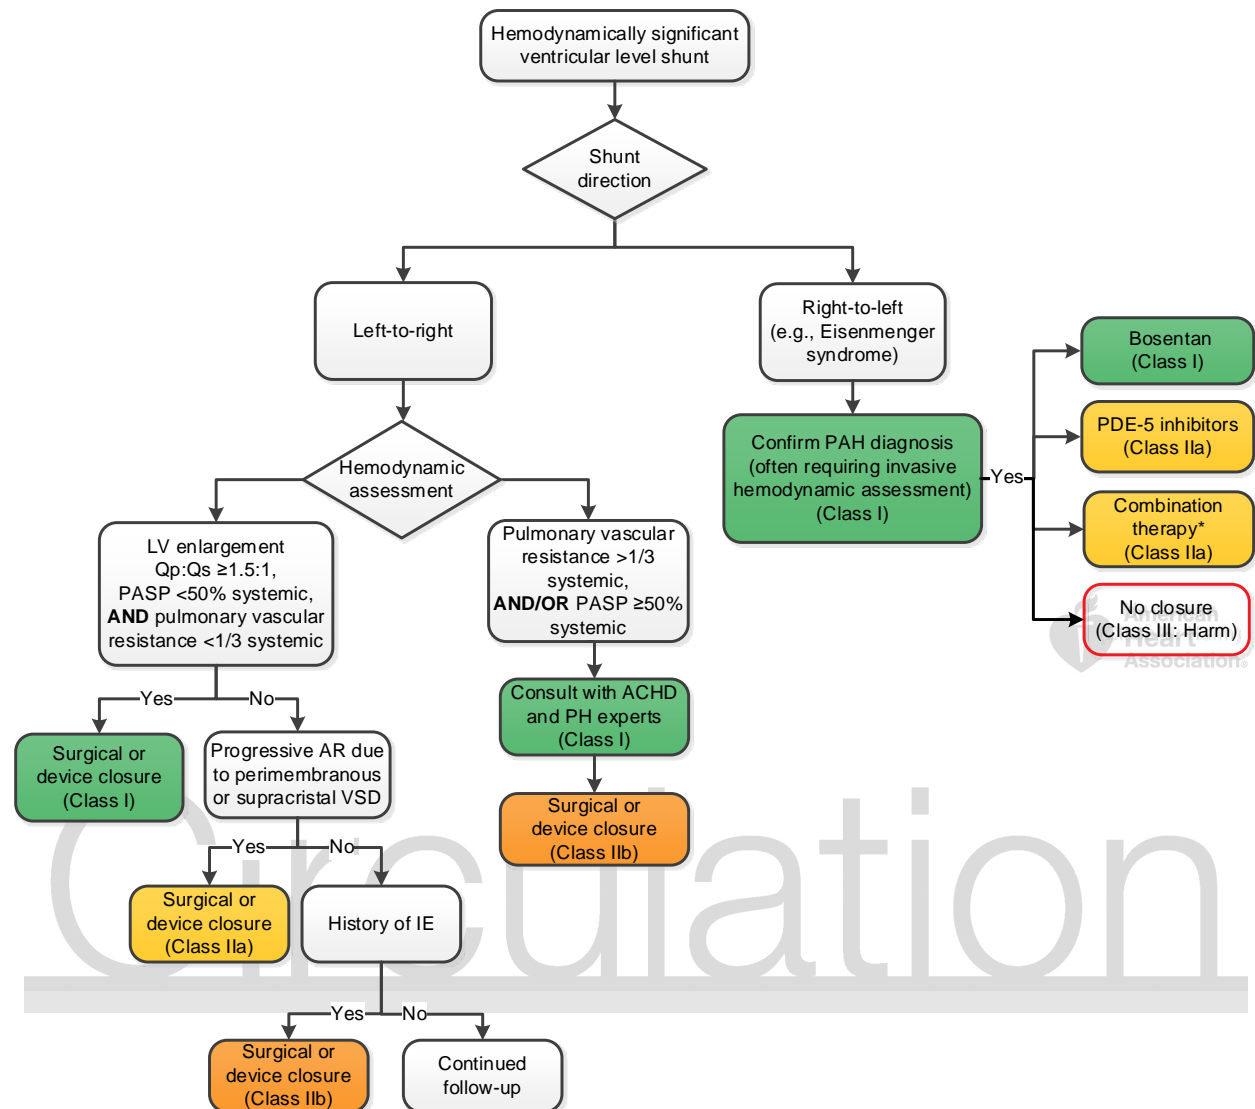 Hemodynamically significant
ventricular level shunt
Shunt
direction
Left-to-right
Right-to-left
(e.g., Eisenmenger
syndrome)
Bosentan
(Class I)
Confirm PAH diagnosis
(often requiring invasive
hemodynamic assessment)
(Class I)
Yes
PDE-5 inhibitors
(Class IIa)
Combination
therapy*
(Class IIa)
No closure
(Class III: Harm)
American
Heart
Association®
Hemodynamic
assessment
LV enlargement
Qp:Qs ≥1.5:1,
PASP <50% systemic,
AND pulmonary vascular
resistance <1/3 systemic
Pulmonary vascular
resistance >1/3
systemic,
AND/OR PASP ≥50%
systemic
Yes
No
Surgical or
device closure
(Class I)
Progressive AR due
to perimembranous
or supracristal VSD
Consult with ACHD
and PH experts
(Class I)
Surgical or
device closure
(Class IIb)
Yes
No
Surgical or
device closure
(Class IIa)
History of IE
Circulation
Yes
No
Surgical or
device closure
(Class IIb)
Continued
follow-up